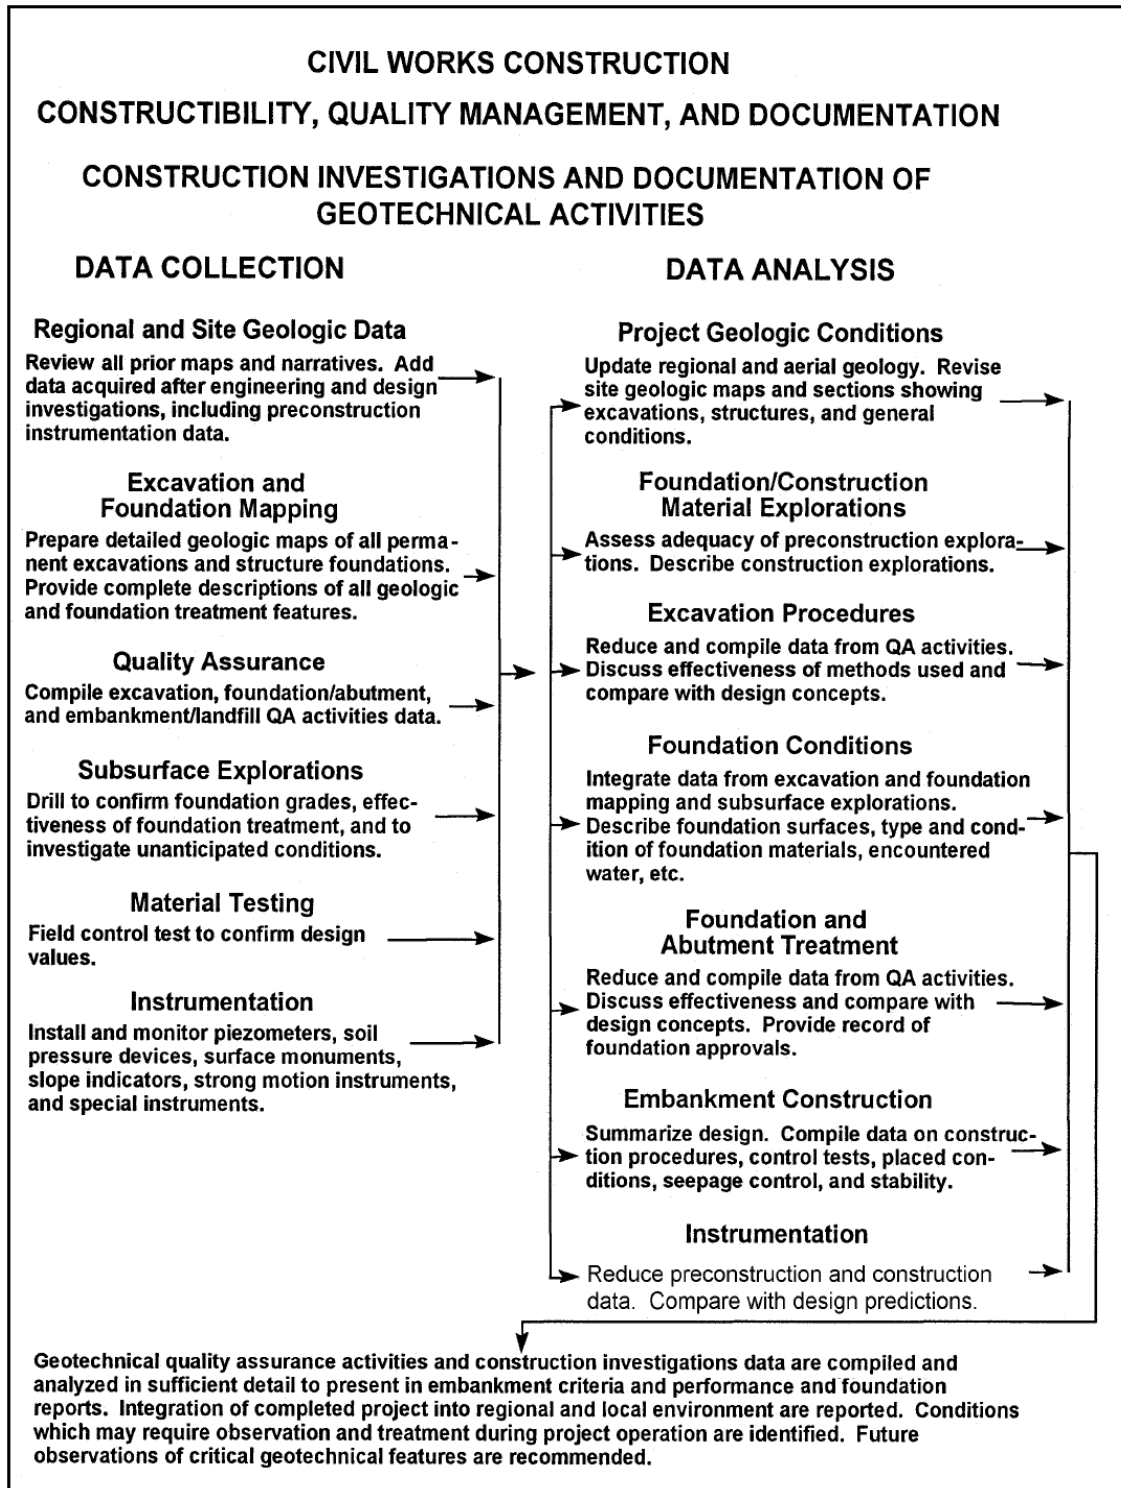 CIVIL WORKS CONSTRUCTION
CONSTRUCTIBILITY, QUALITY MANAGEMENT, AND DOCUMENTATION
CONSTRUCTION INVESTIGATIONS AND DOCUMENTATION OF
GEOTECHNICAL ACTIVITIES
DATA COLLECTION
Regional and Site Geologic Data
Review all prior maps and narratives. Add
data acquired after engineering and design
investigations, including preconstruction
instrumentation data.
Excavation and
Foundation Mapping
Prepare detailed geologic maps of all perma-
nent excavations and structure foundations.
Provide complete descriptions of all geologic
and foundation treatment features.
Quality Assurance
Compile excavation, foundation/abutment,
and embankment/landfill QA activities data.
Subsurface Explorations
Drill to confirm foundation grades, effec-
tiveness of foundation treatment, and to
investigate unanticipated conditions.
Material Testing
Field control test to confirm design
values.
Instrumentation
Install and monitor piezometers, soil
pressure devices, surface monuments,
slope indicators, strong motion instruments,
and special instruments.
DATA ANALYSIS
Project Geologic Conditions
Update regional and aerial geology. Revise
site geologic maps and sections showing
excavations, structures, and general
conditions.
Foundation/Construction
Material Explorations
Assess adequacy of preconstruction explora-
tions. Describe construction explorations.
Excavation Procedures
Reduce and compile data from QA activities.
Discuss effectiveness of methods used and
compare with design concepts.
Foundation Conditions
Integrate data from excavation and foundation
mapping and subsurface explorations.
Describe foundation surfaces, type and cond-
ition of foundation materials, encountered
water, etc.
Foundation and
Abutment Treatment
Reduce and compile data from QA activities.
Discuss effectiveness and compare with
design concepts. Provide record of
foundation approvals.
Embankment Construction
Summarize design. Compile data on construc-
tion procedures, control tests, placed con-
ditions, seepage control, and stability.
Instrumentation
Reduce preconstruction and construction
data. Compare with design predictions.
Geotechnical quality assurance activities and construction investigations data are compiled and
analyzed in sufficient detail to present in embankment criteria and performance and foundation
reports. Integration of completed project into regional and local environment are reported. Conditions
which may require observation and treatment during project operation are identified. Future
observations of critical geotechnical features are recommended.